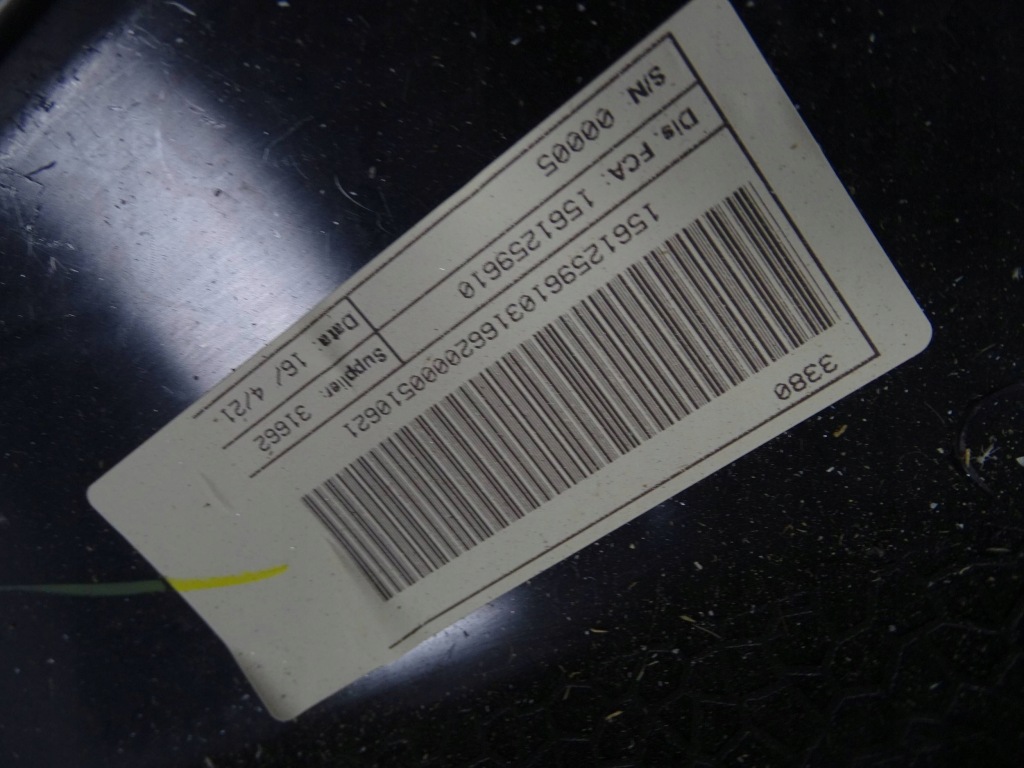 3380
1561259610316620000510621
Dis. FCA: 1561259610 Supplier: 31662
S/N 00005 Data: 16/ 4/21.